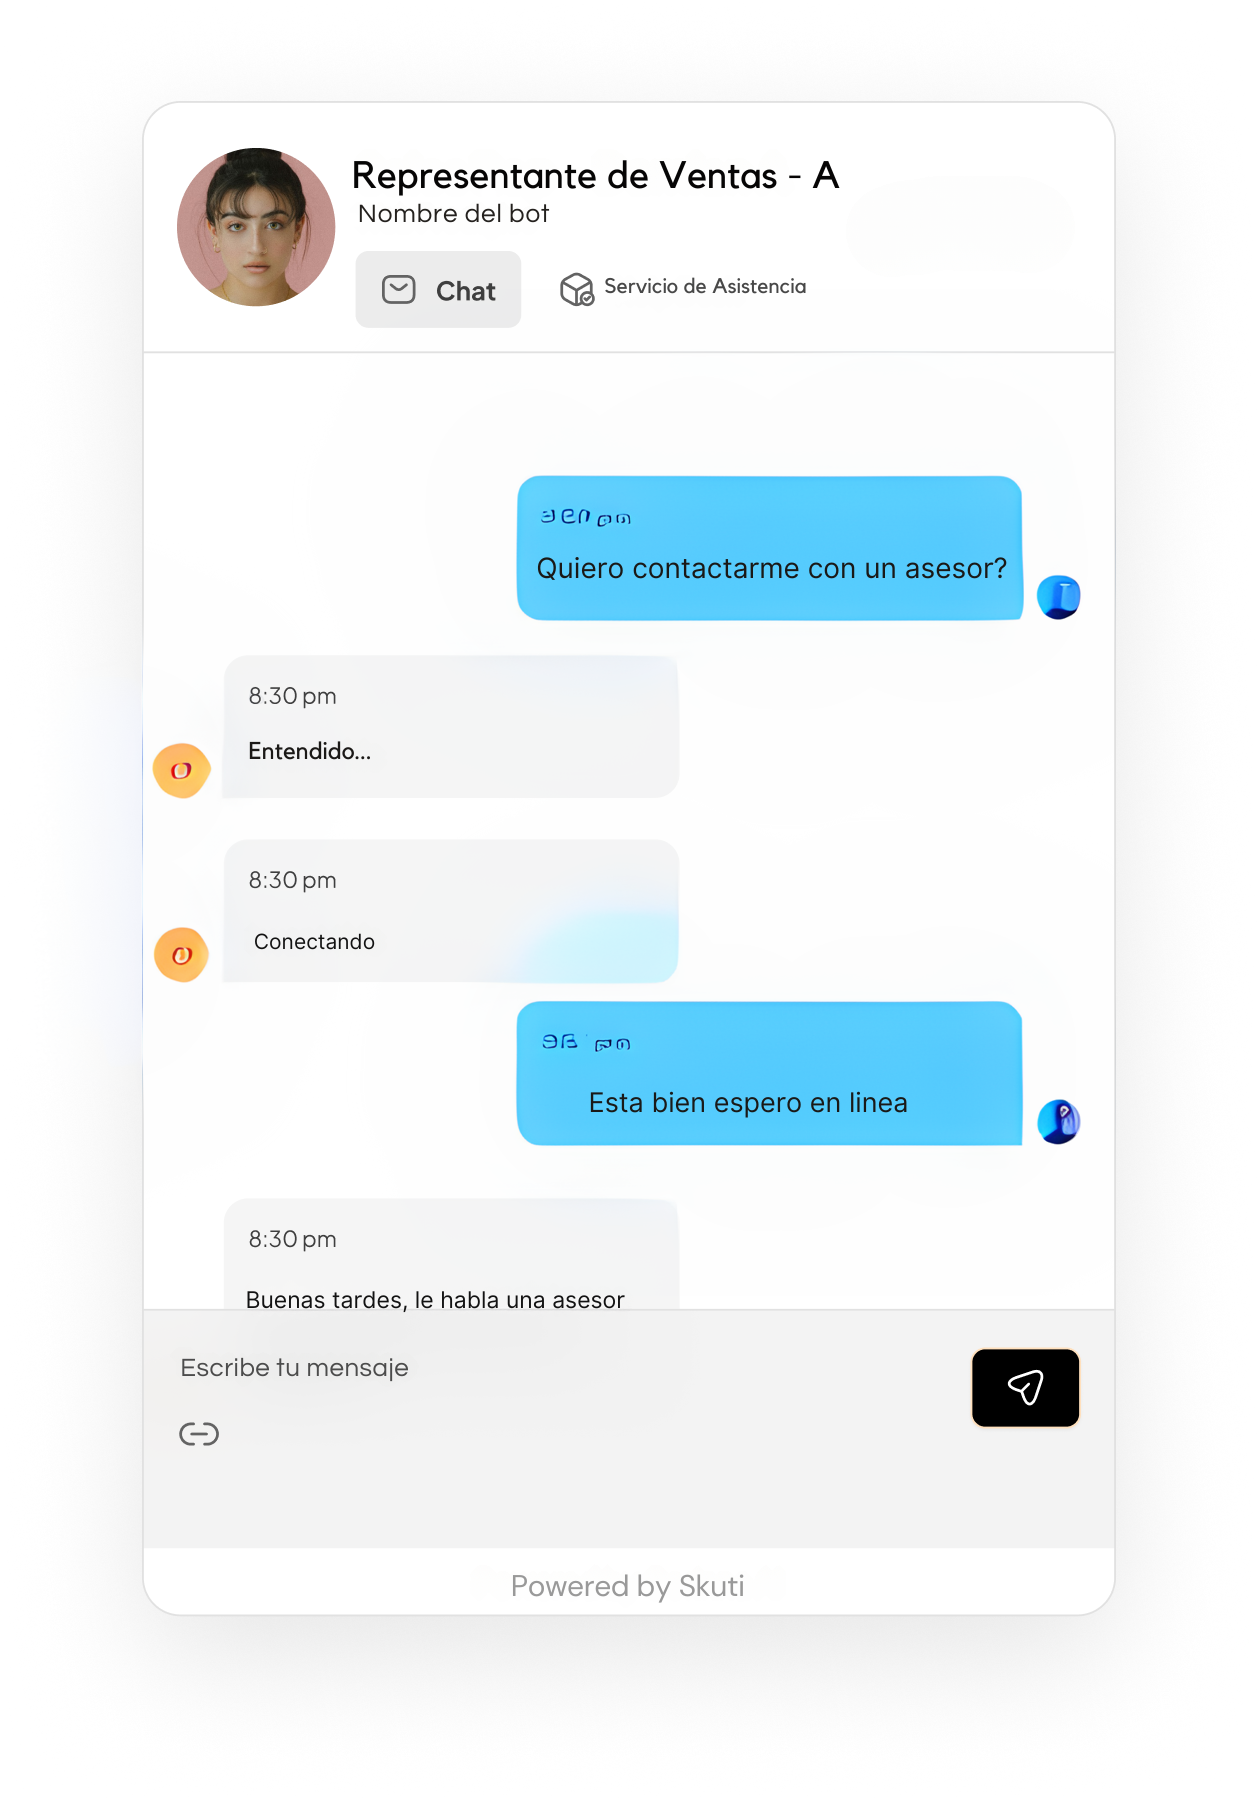 Representante de Ventas - A
Nombre del bot
Chat
Servicio de Asistencia
Quiero contactarme con un asesor?
8:30 pm
Entendido...
8:30 pm
Conectando
Esta bien espero en linea
8:30 pm
Buenas tardes, le habla una asesor
Escribe tu mensaje
Powered by Skuti